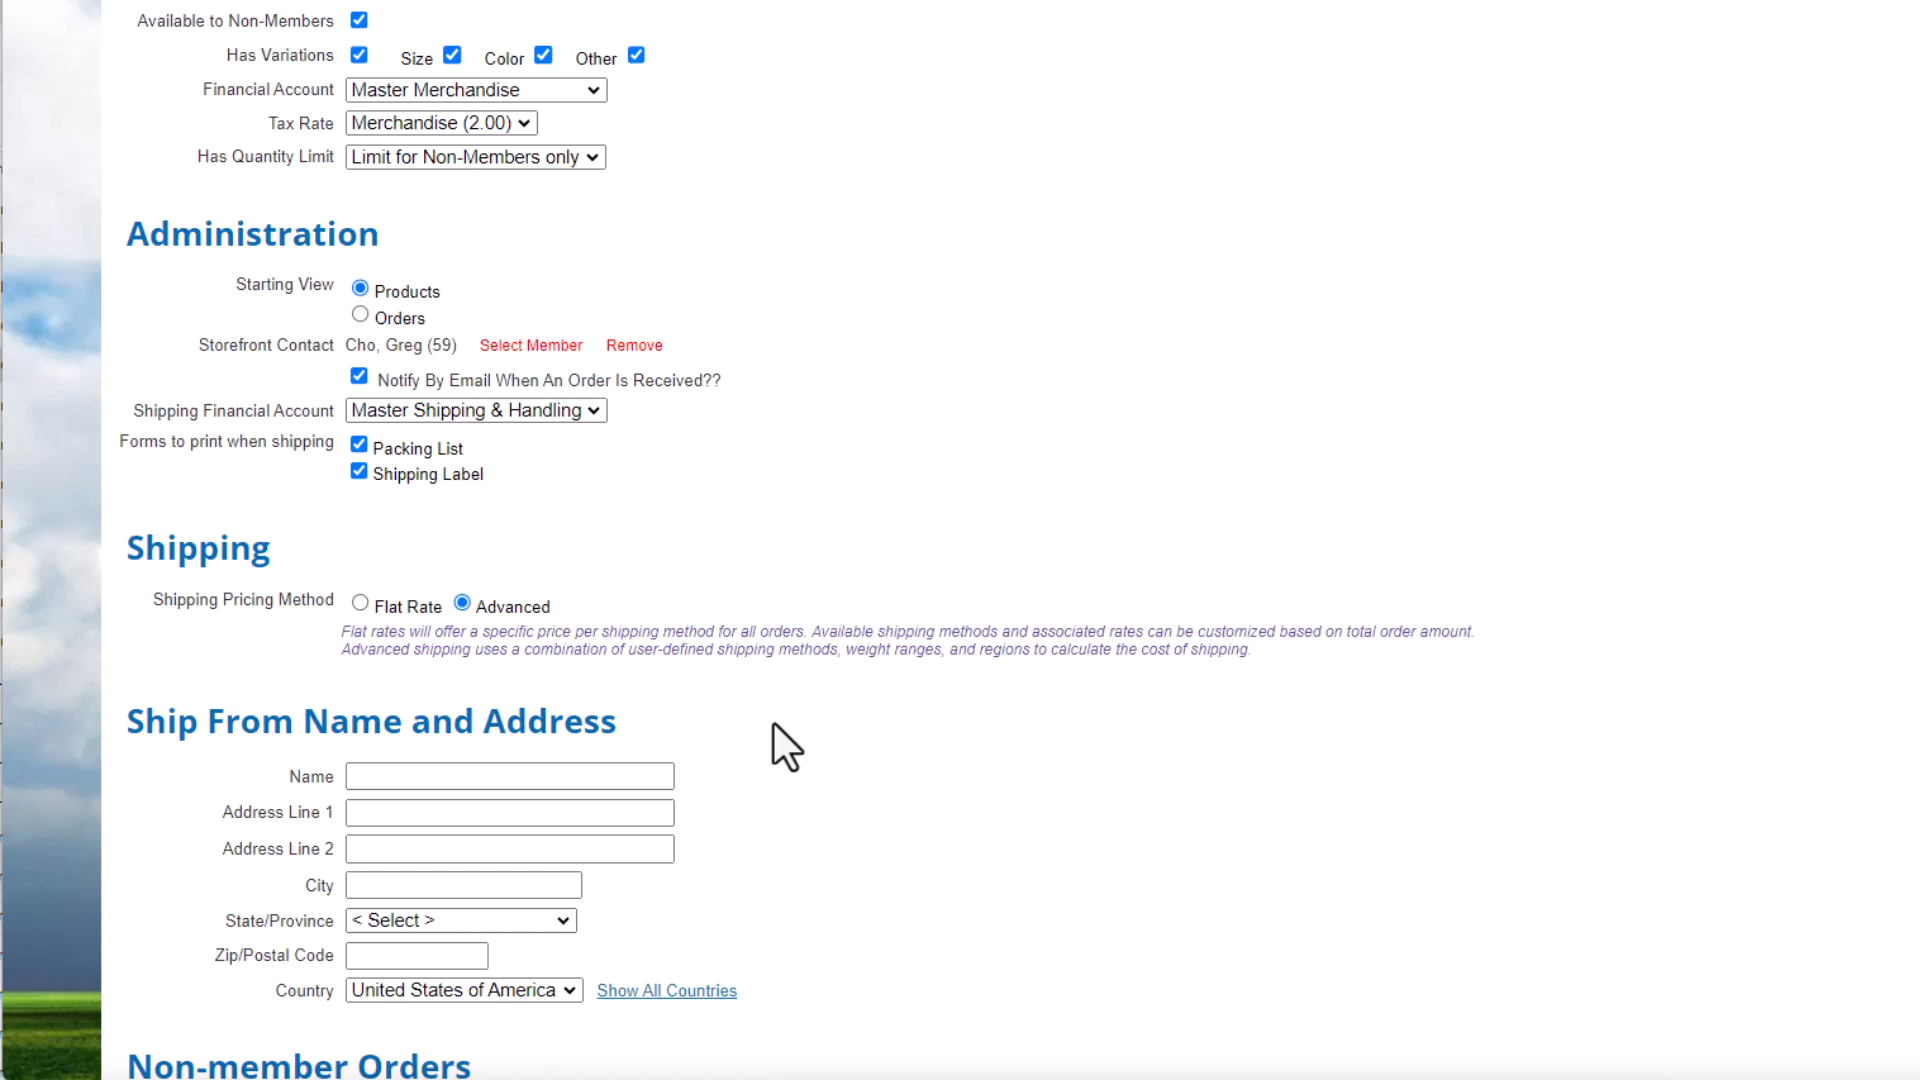 Available to Non-Members
Has Variations Size Color Other
Financial Account Master Merchandise
Tax Rate Merchandise (2.00)
Has Quantity Limit Limit for Non-Members only
Administration
Starting View Products
Orders
Storefront Contact Cho, Greg (59) Select Member Remove
Notify By Email When An Order Is Received??
Shipping Financial Account Master Shipping & Handling
Forms to print when shipping Packing List
Shipping Label
Shipping
Shipping Pricing Method Flat Rate Advanced
Flat rates will offer a specific price per shipping method for all orders. Available shipping methods and associated rates can be customized based on total order amount.
Advanced shipping uses a combination of user-defined shipping methods, weight ranges, and regions to calculate the cost of shipping.
Ship From Name and Address
Name
Address Line 1
Address Line 2
City
State/Province < Select >
Zip/Postal Code
Country United States of America Show All Countries
Non-member Orders